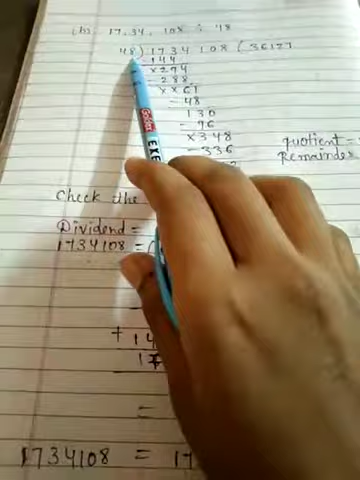 (b) 17,34,108 ÷ 48
48) 1734108 (36127
- 144
x294
- 288
xx61
- 48
130
- 96
x348
- 336
quotient =
Remainder
Check the
Dividend =
1734108 = (
+ 14
17
=
1734108 = 17